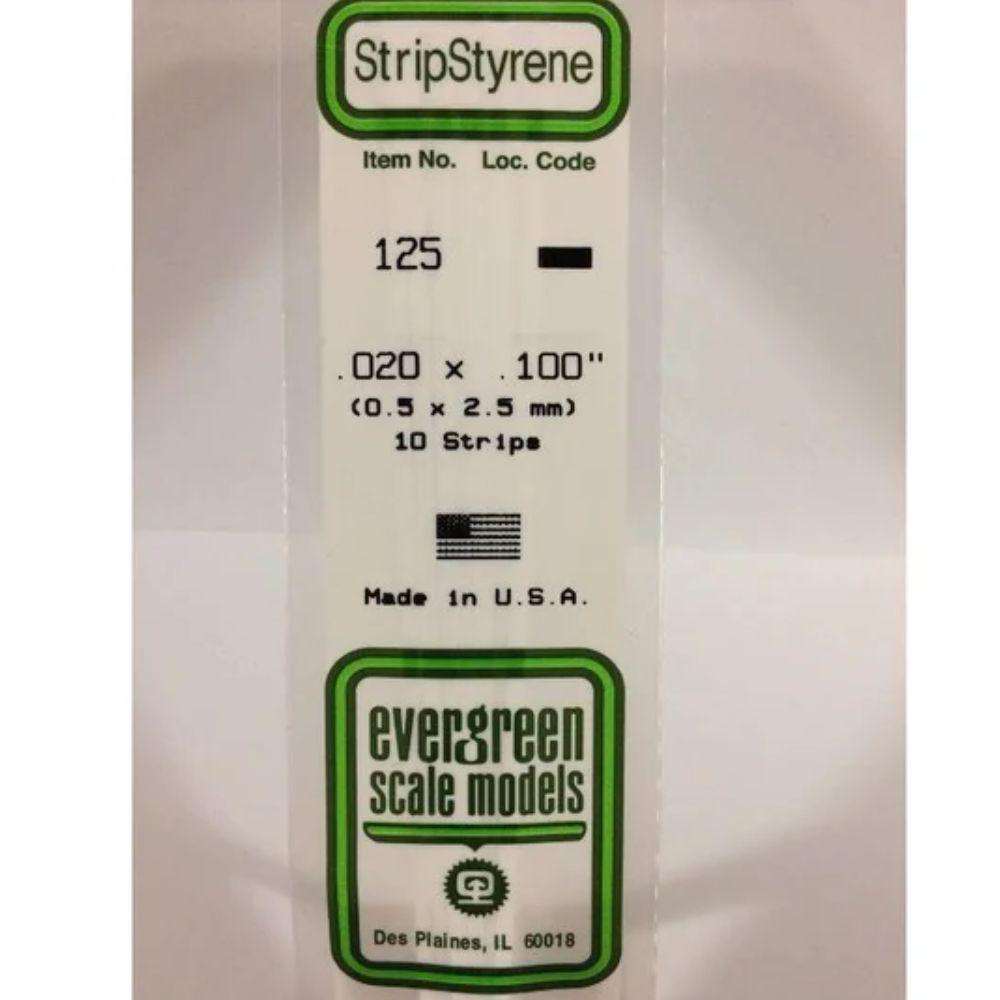 StripStyrene
Item No. Loc. Code
125
.020 x .100"
(0.5 x 2.5 mm)
10 Strips
Made in U.S.A.
evergreen
scale models
Des Plaines, IL 60018